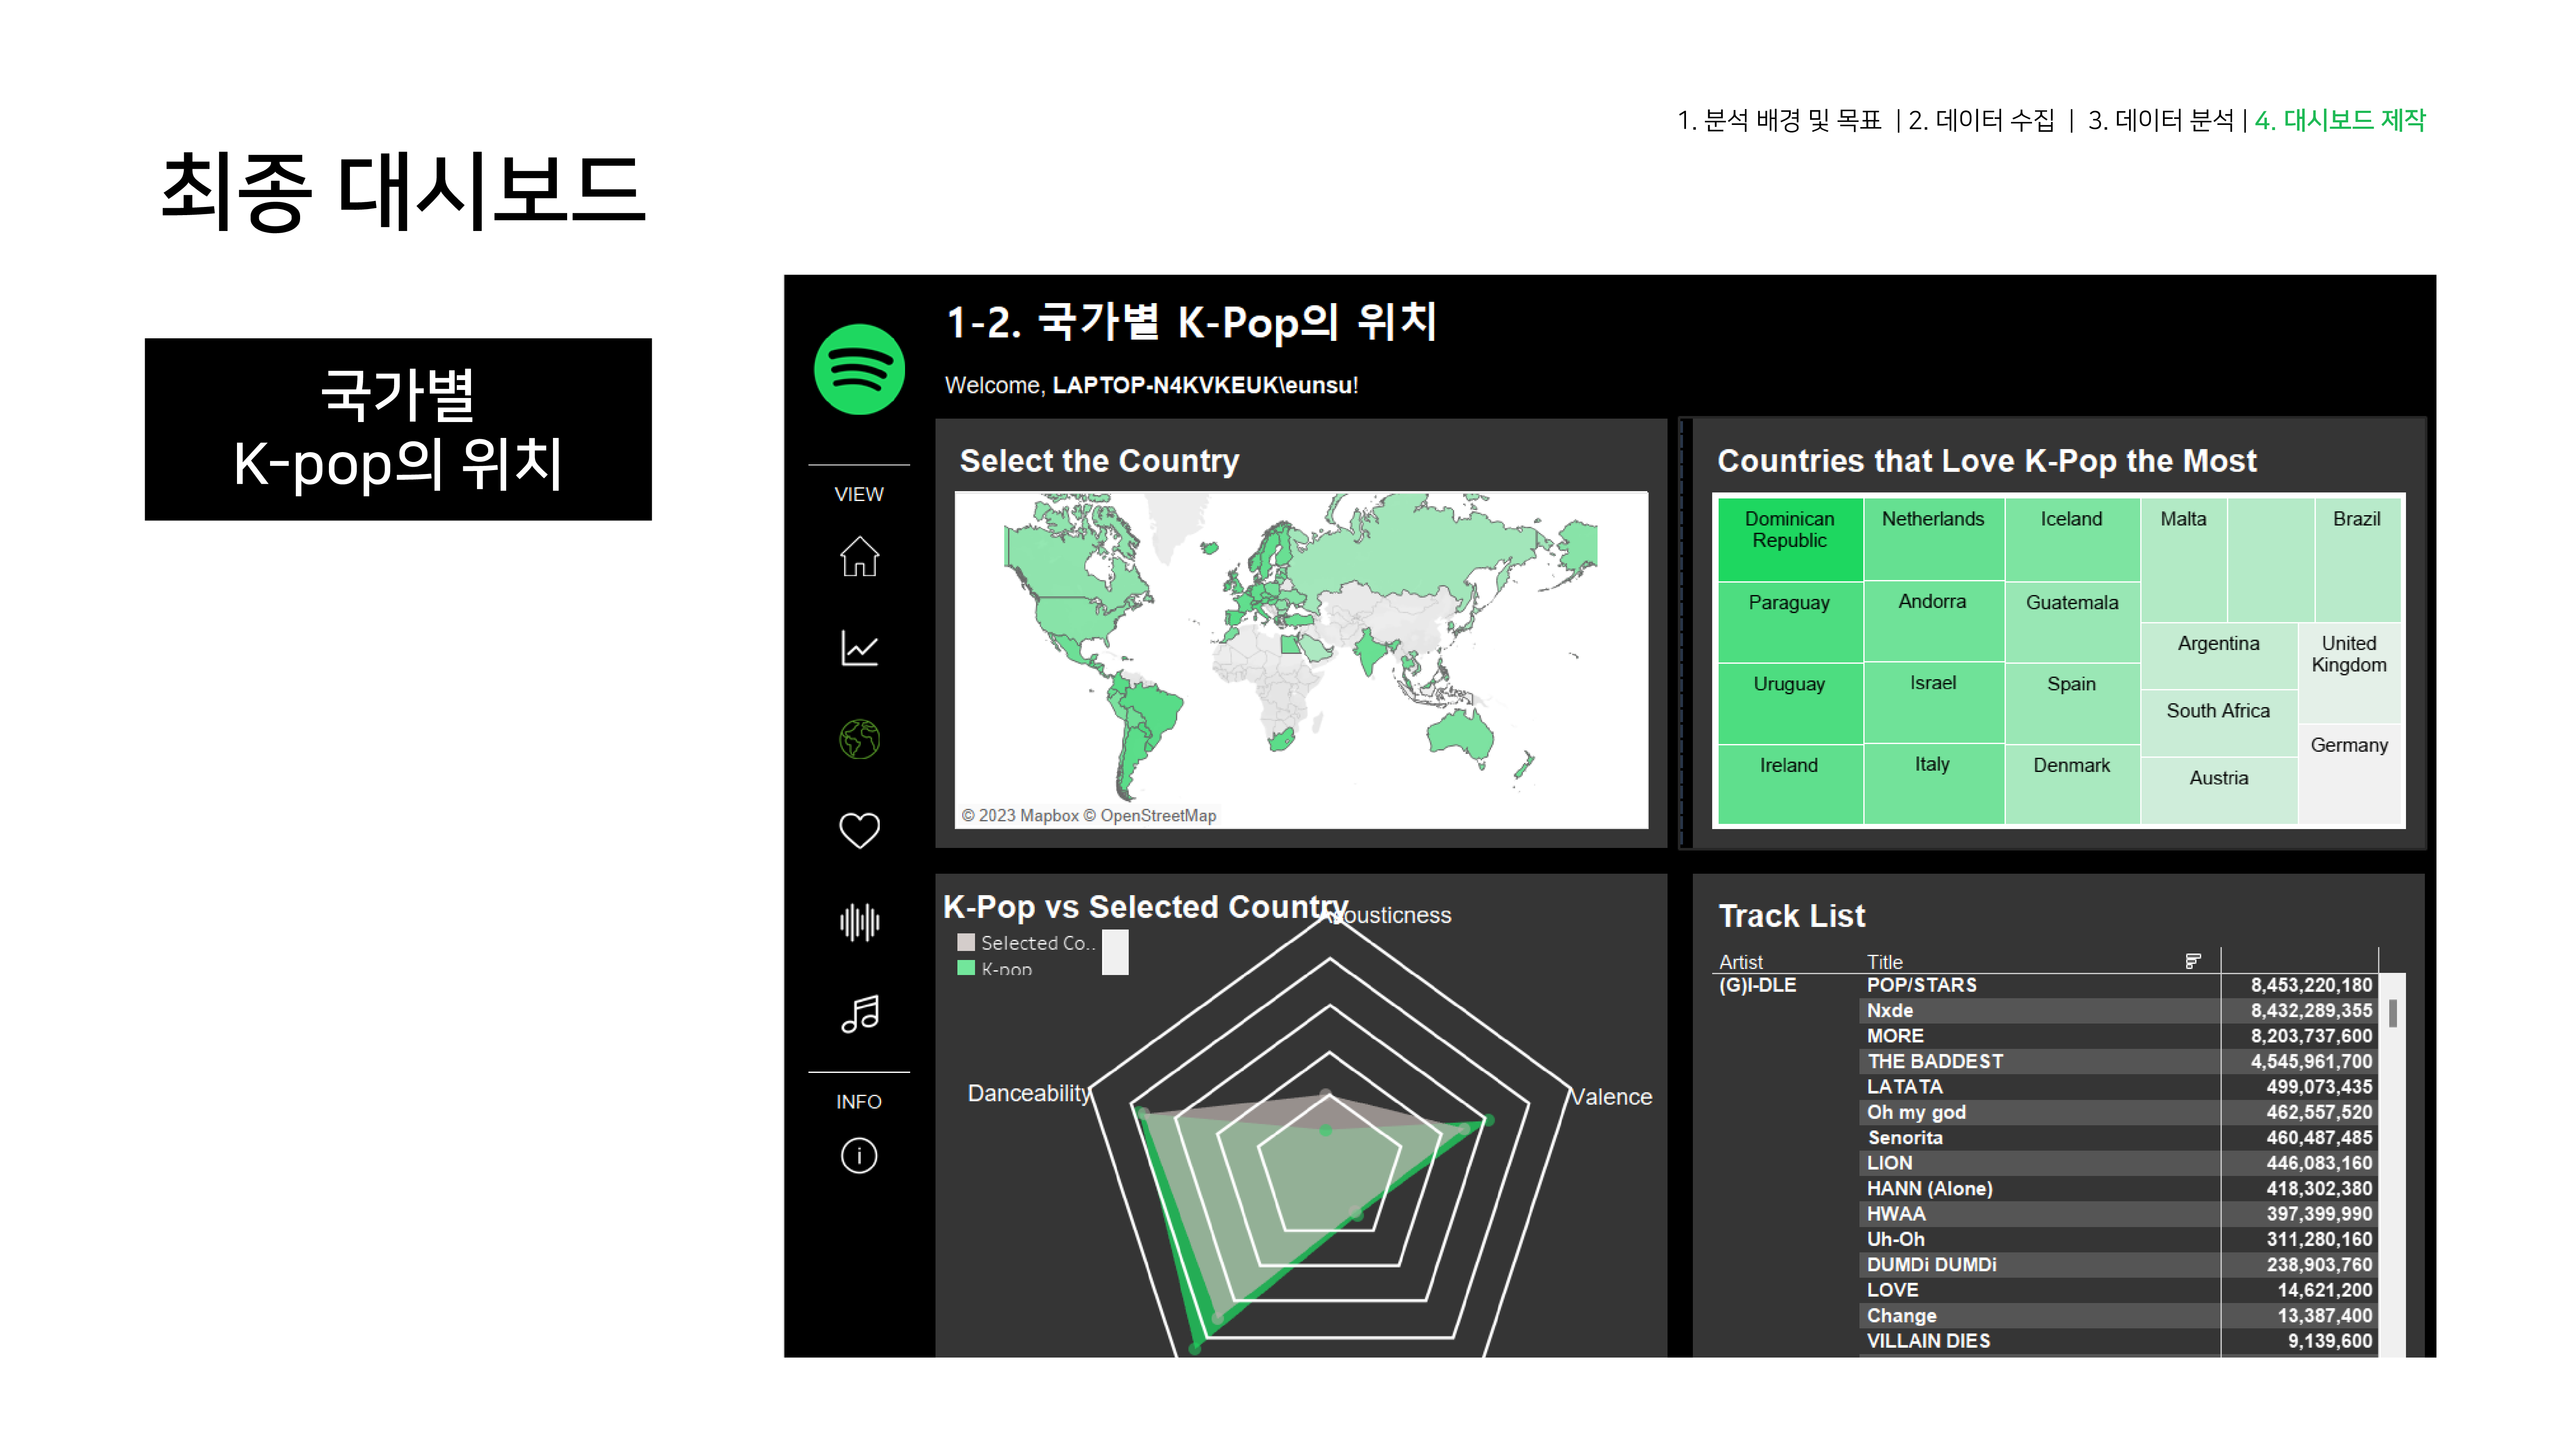 1. 분석 배경 및 목표 | 2. 데이터 수집 | 3. 데이터 분석 | 4. 대시보드 제작
최종 대시보드
국가별
K-pop의 위치
1-2. 국가별 K-Pop의 위치
Welcome, LAPTOP-N4KVKEUK\eunsu!
VIEW
INFO
Select the Country
© 2023 Mapbox © OpenStreetMap
Countries that Love K-Pop the Most
Dominican
Republic
Paraguay
Uruguay
Ireland
Netherlands
Andorra
Israel
Italy
Iceland
Guatemala
Spain
Denmark
Malta
Brazil
Argentina
South Africa
Austria
United
Kingdom
Germany
K-Pop vs Selected Country
Selected Co..
K-pop
Danceability
Valence
Track List
Artist Title
(G)I-DLE POP/STARS 8,453,220,180
Nxde 8,432,289,355
MORE 8,203,737,600
THE BADDEST 4,545,961,700
LATATA 499,073,435
Oh my god 462,557,520
Senorita 460,487,485
LION 446,083,160
HANN (Alone) 418,302,380
HWAA 397,399,990
Uh-Oh 311,280,160
DUMDi DUMDi 238,903,760
LOVE 14,621,200
Change 13,387,400
VILLAIN DIES 9,139,600